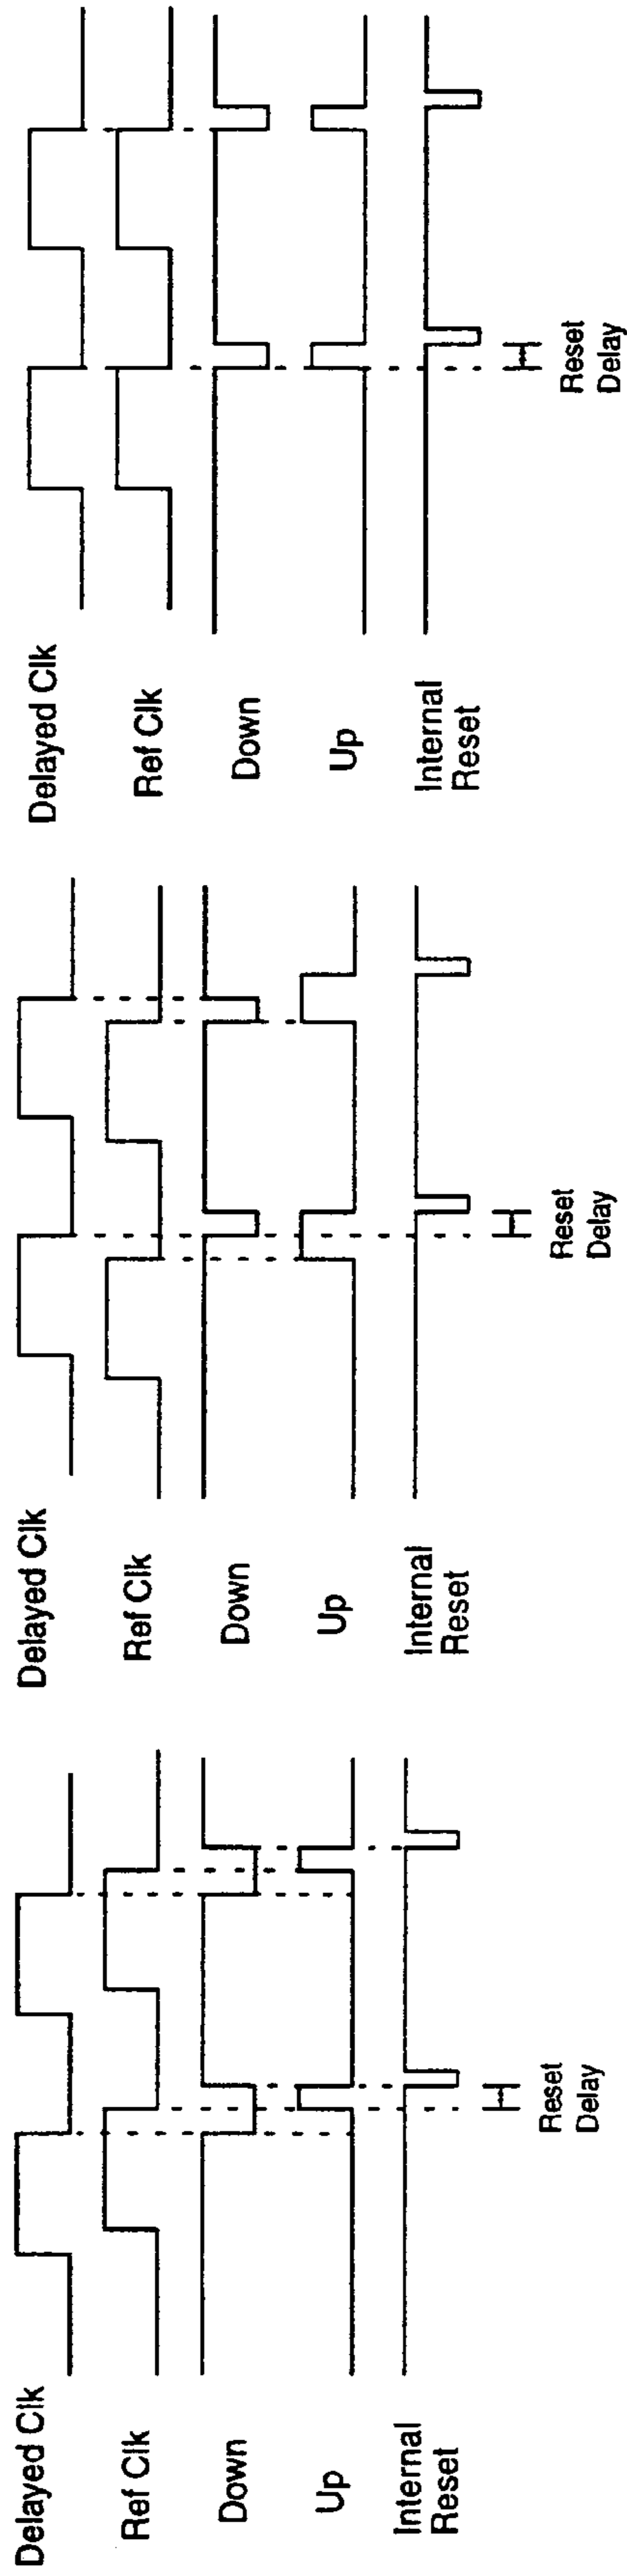 Delayed Clk
Ref Clk
Down
Up
Internal
Reset
Reset
Delay
Delayed Clk
Ref Clk
Down
Up
Internal
Reset
Reset
Delay
Delayed Clk
Ref Clk
Down
Up
Internal
Reset
Reset
Delay